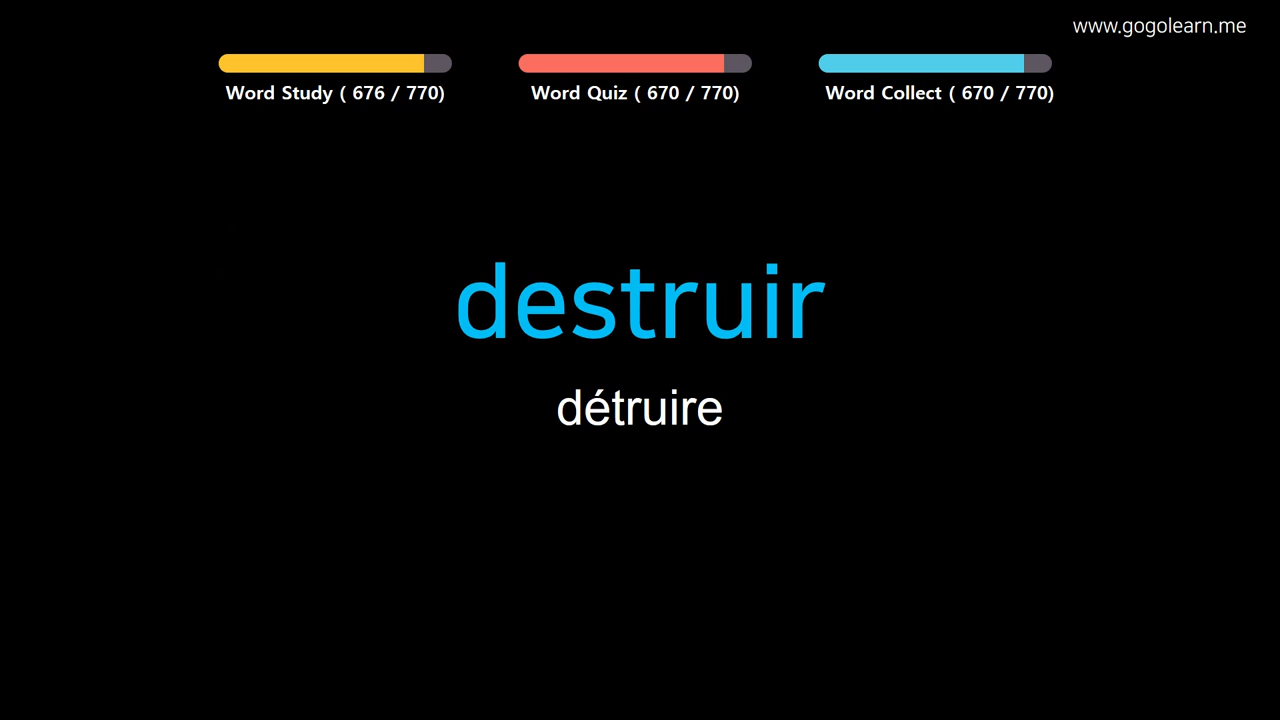 www.gogolearn.me
Word Study ( 676 / 770)
Word Quiz ( 670 / 770)
Word Collect ( 670 / 770)
destruir
détruire